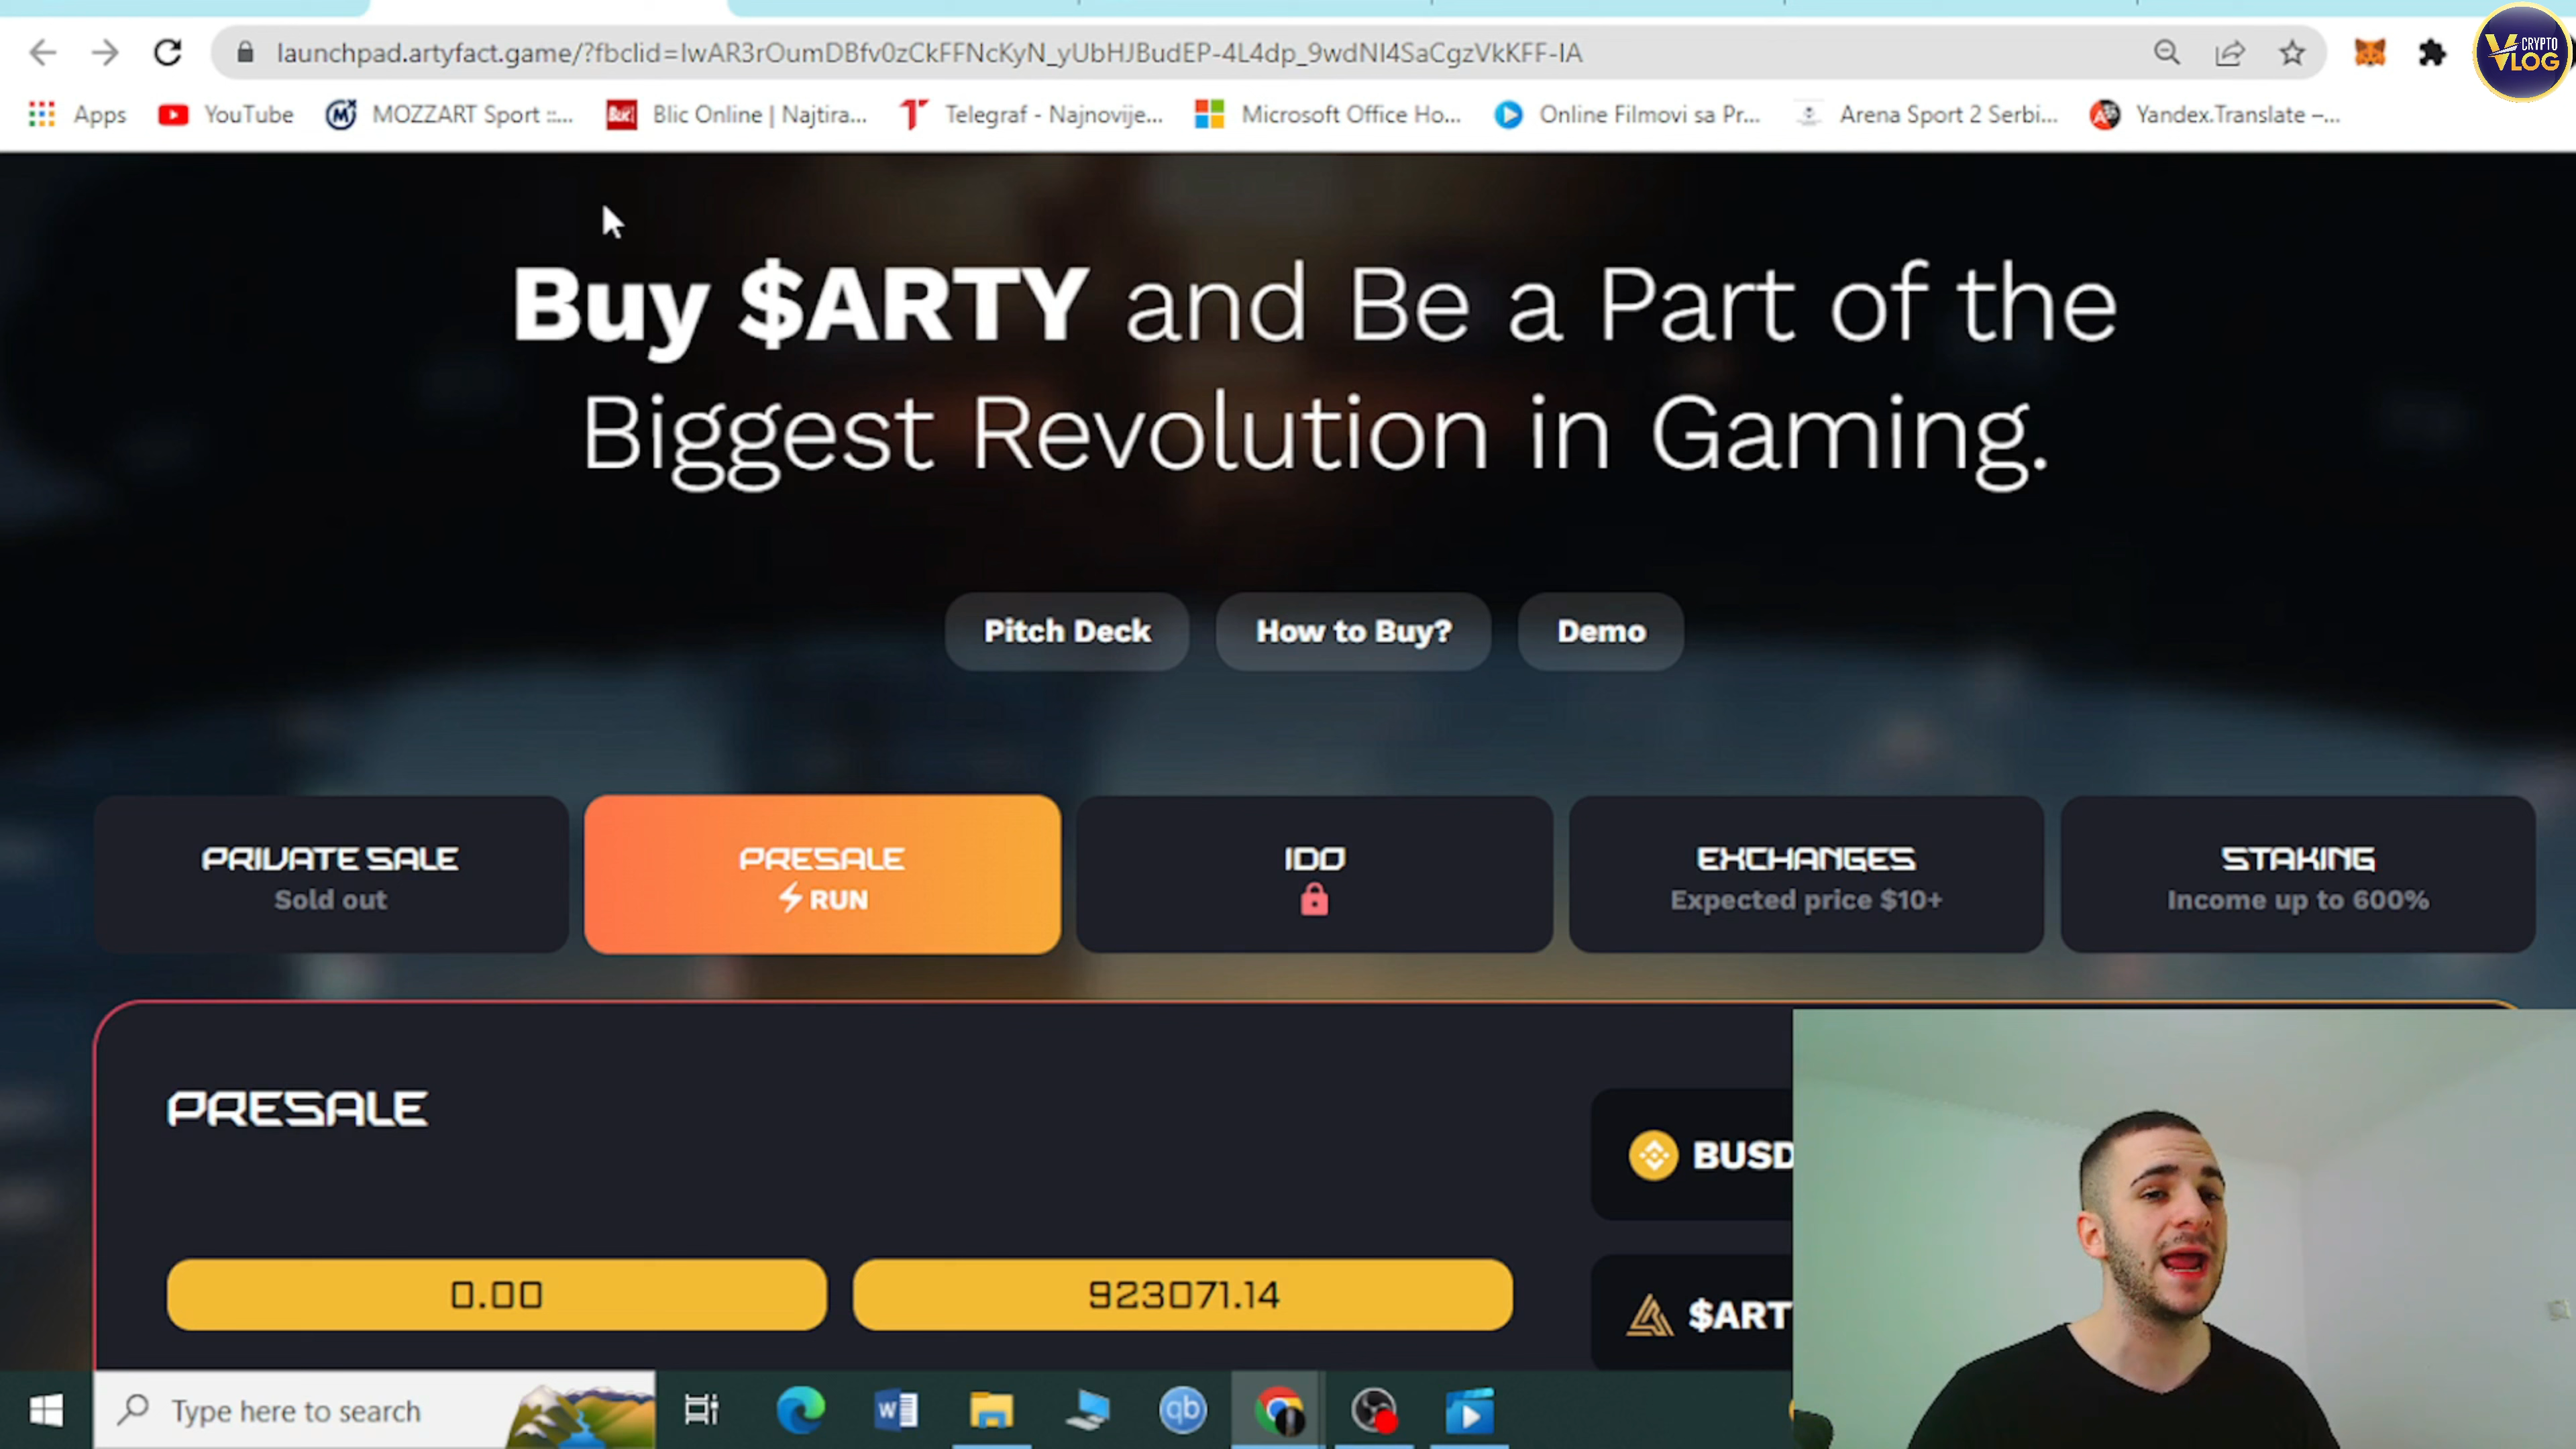 launchpad.artyfact.game/?fbclid=IwAR3rOumDBfv0zCkFFNcKyN_yUbHJBudEP-4L4dp_9wdNI4SaCgzVkKFF-IA
CRYPTO
VLOG
Apps YouTube MOZZART Sport ::... Blic Online | Najtira... Telegraf - Najnovije... Microsoft Office Ho... Online Filmovi sa Pr... Arena Sport 2 Serbi... Yandex.Translate –...
Buy $ARTY and Be a Part of the
Biggest Revolution in Gaming.
Pitch Deck How to Buy? Demo
PRIVATE SALE PRESALE IDO EXCHANGES STAKING
Sold out RUN Expected price $10+ Income up to 600%
PRESALE
BUSD
0.00 923071.14
$ART
Type here to search